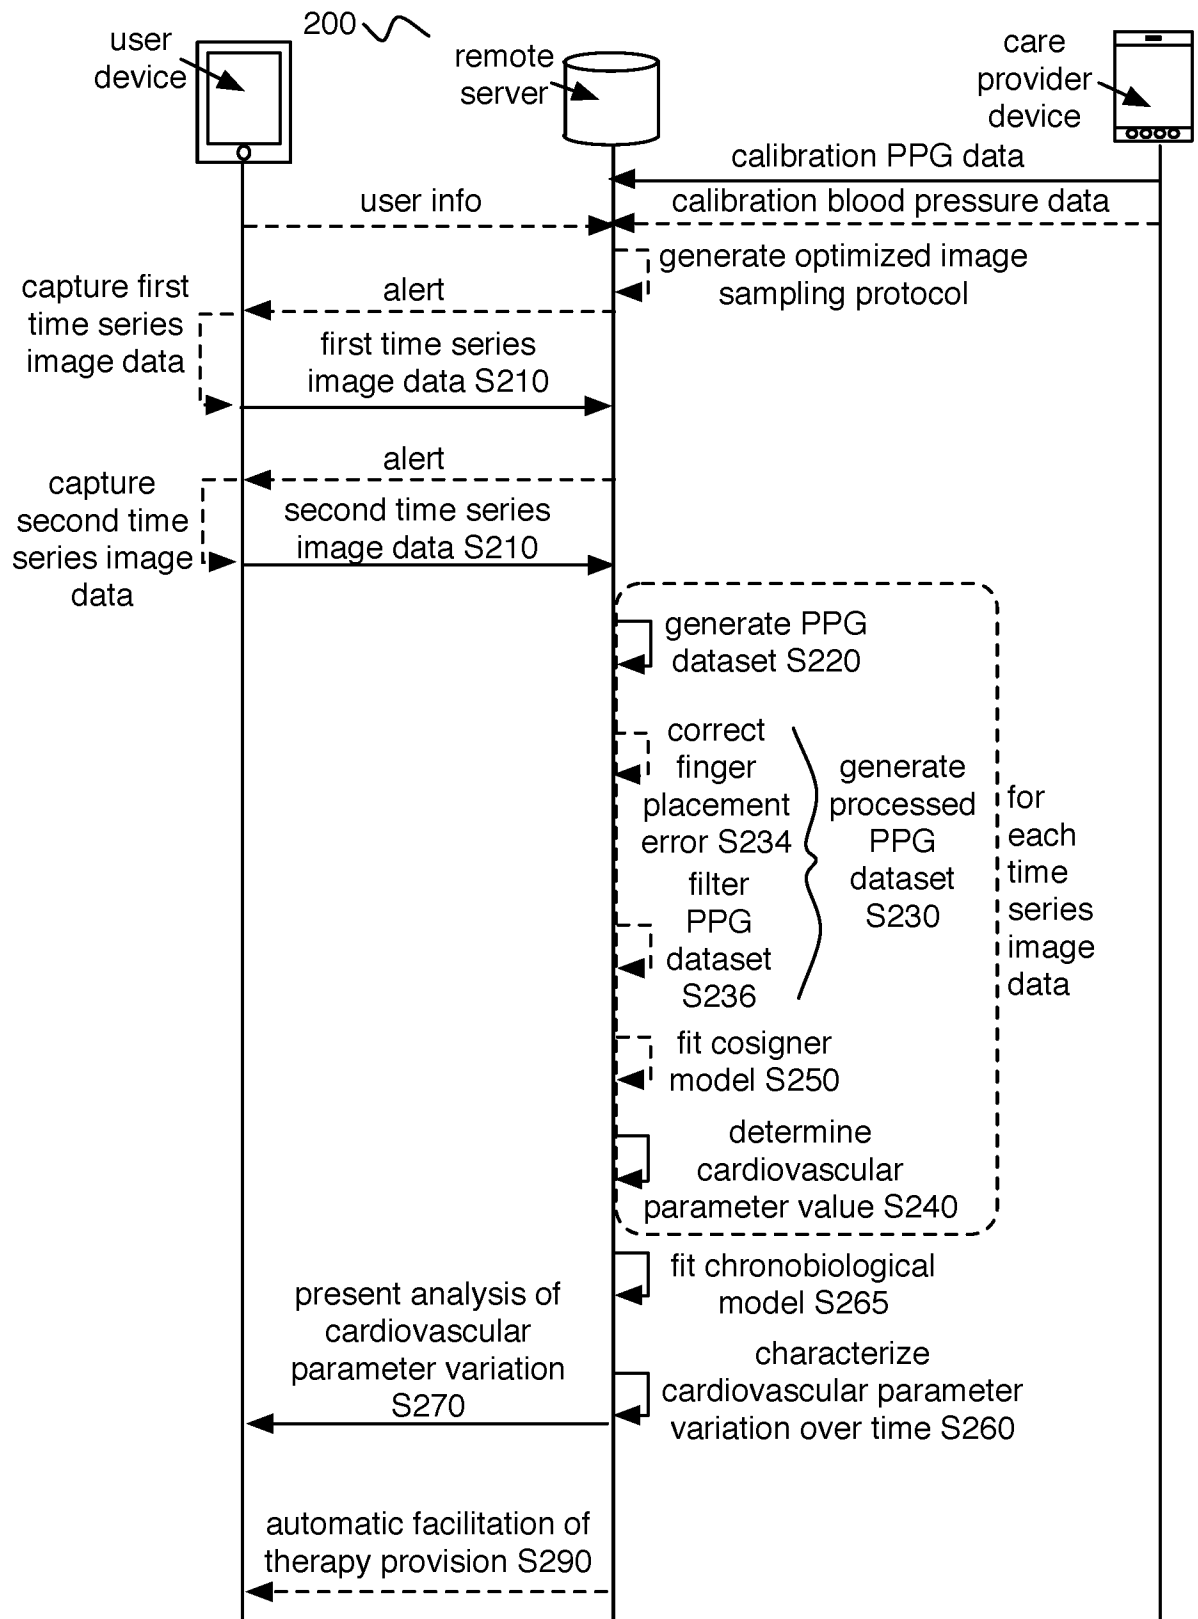 200
user
device
remote
server
care
provider
device
calibration PPG data
user info
calibration blood pressure data
generate optimized image
sampling protocol
capture first
time series
image data
alert
first time series
image data S210
alert
capture
second time
series image
data
second time series
image data S210
generate PPG
dataset S220
correct
finger
placement
error S234
generate
processed
PPG
dataset
S230
for
each
time
series
image
data
filter
PPG
dataset
S236
fit cosigner
model S250
determine
cardiovascular
parameter value S240
fit chronobiological
model S265
present analysis of
cardiovascular
parameter variation
S270
characterize
cardiovascular parameter
variation over time S260
automatic facilitation of
therapy provision S290